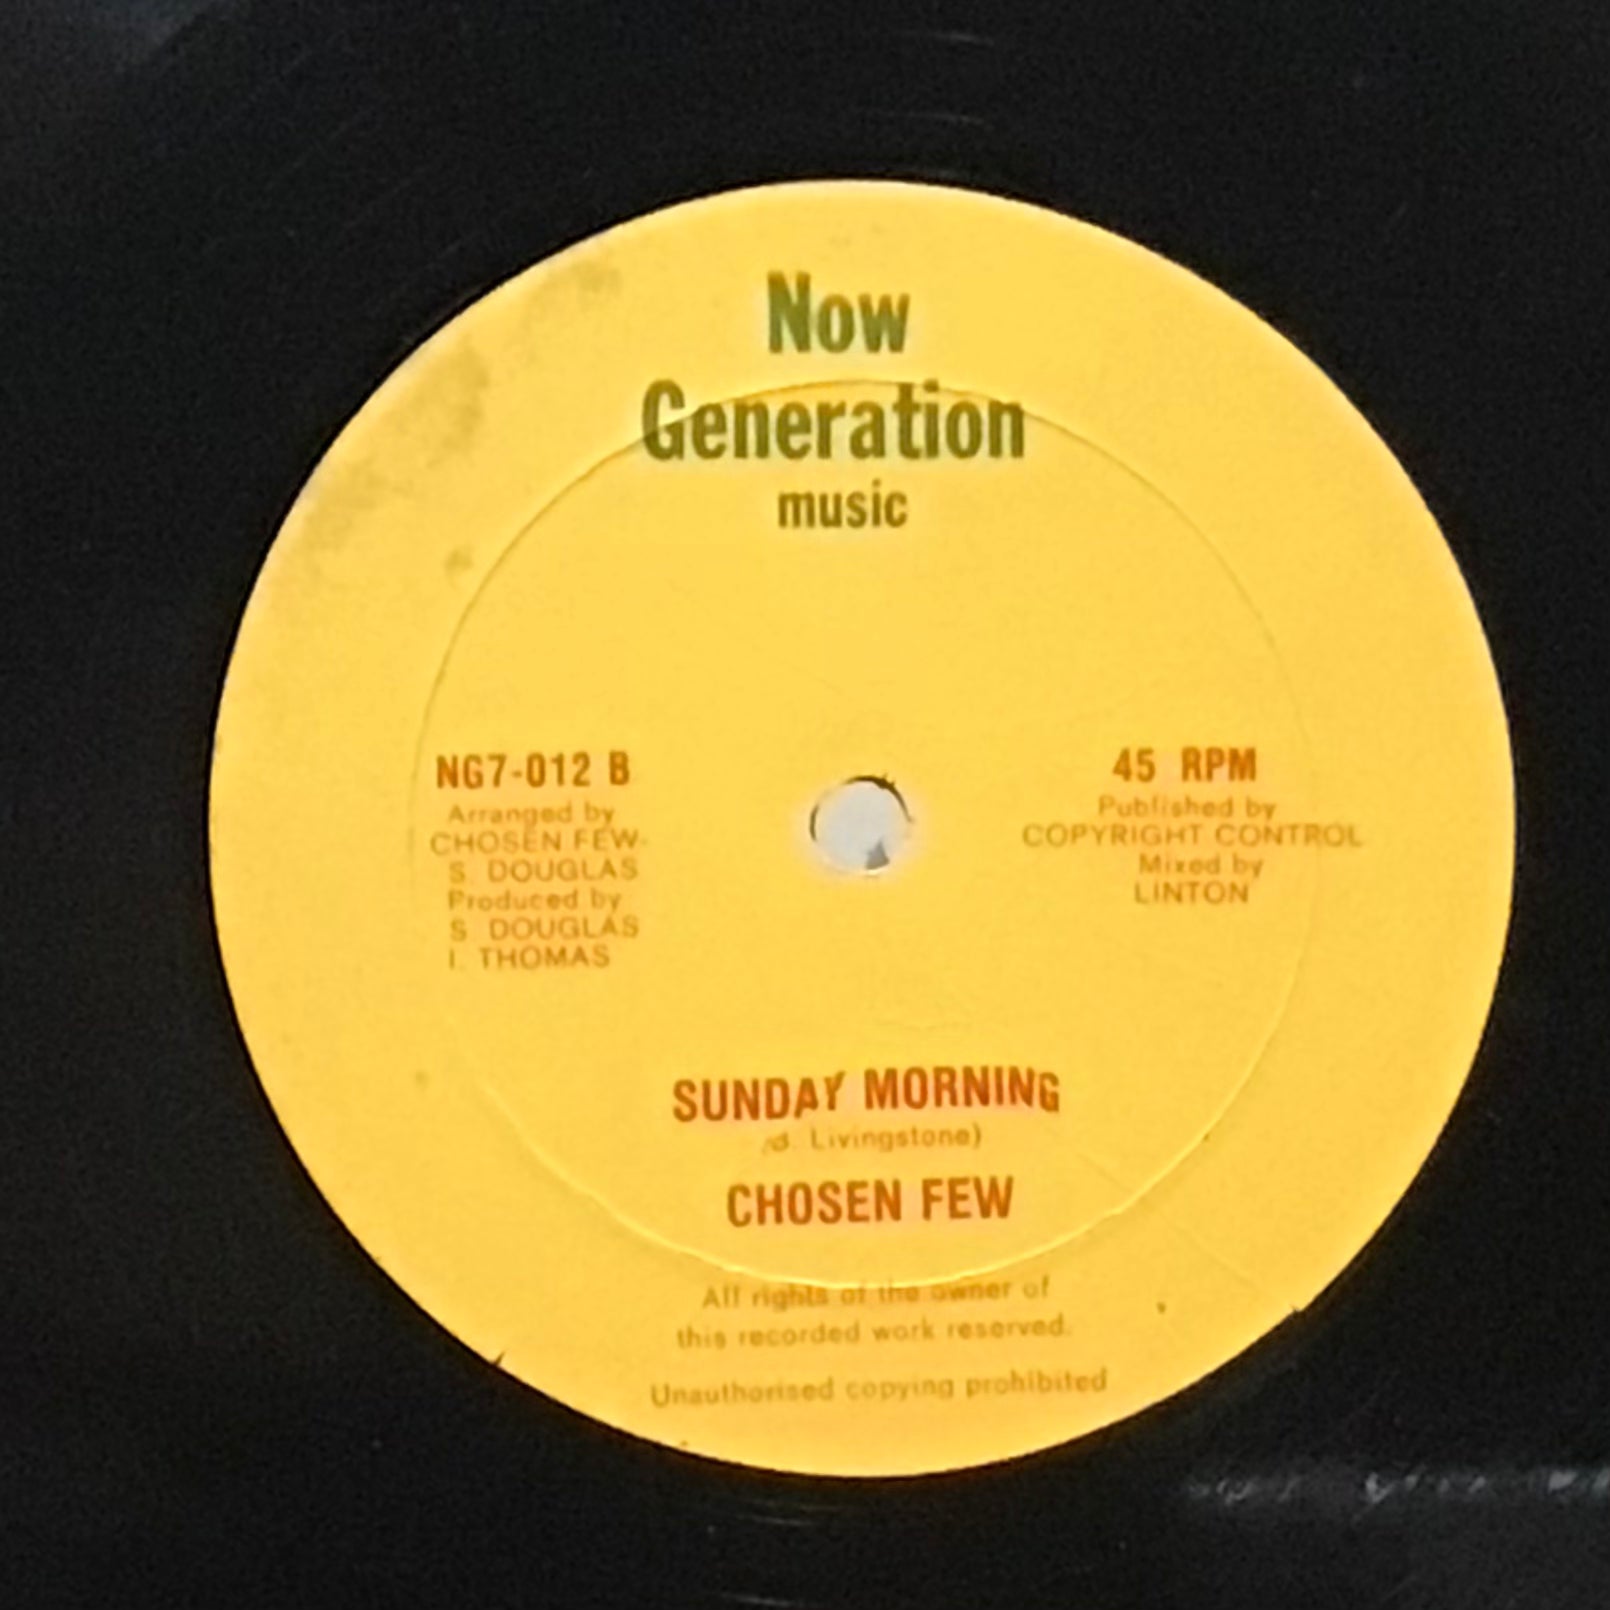 Now
Generation
music
NG7-012 B
Arranged by
CHOSEN FEW-
S. DOUGLAS
Produced by
S. DOUGLAS
I. THOMAS
45 RPM
Published by
COPYRIGHT CONTROL
Mixed by
LINTON
SUNDAY MORNING
Livingstone)
CHOSEN FEW
All rights of the owner of
this recorded work reserved.
Unauthorised copying prohibited